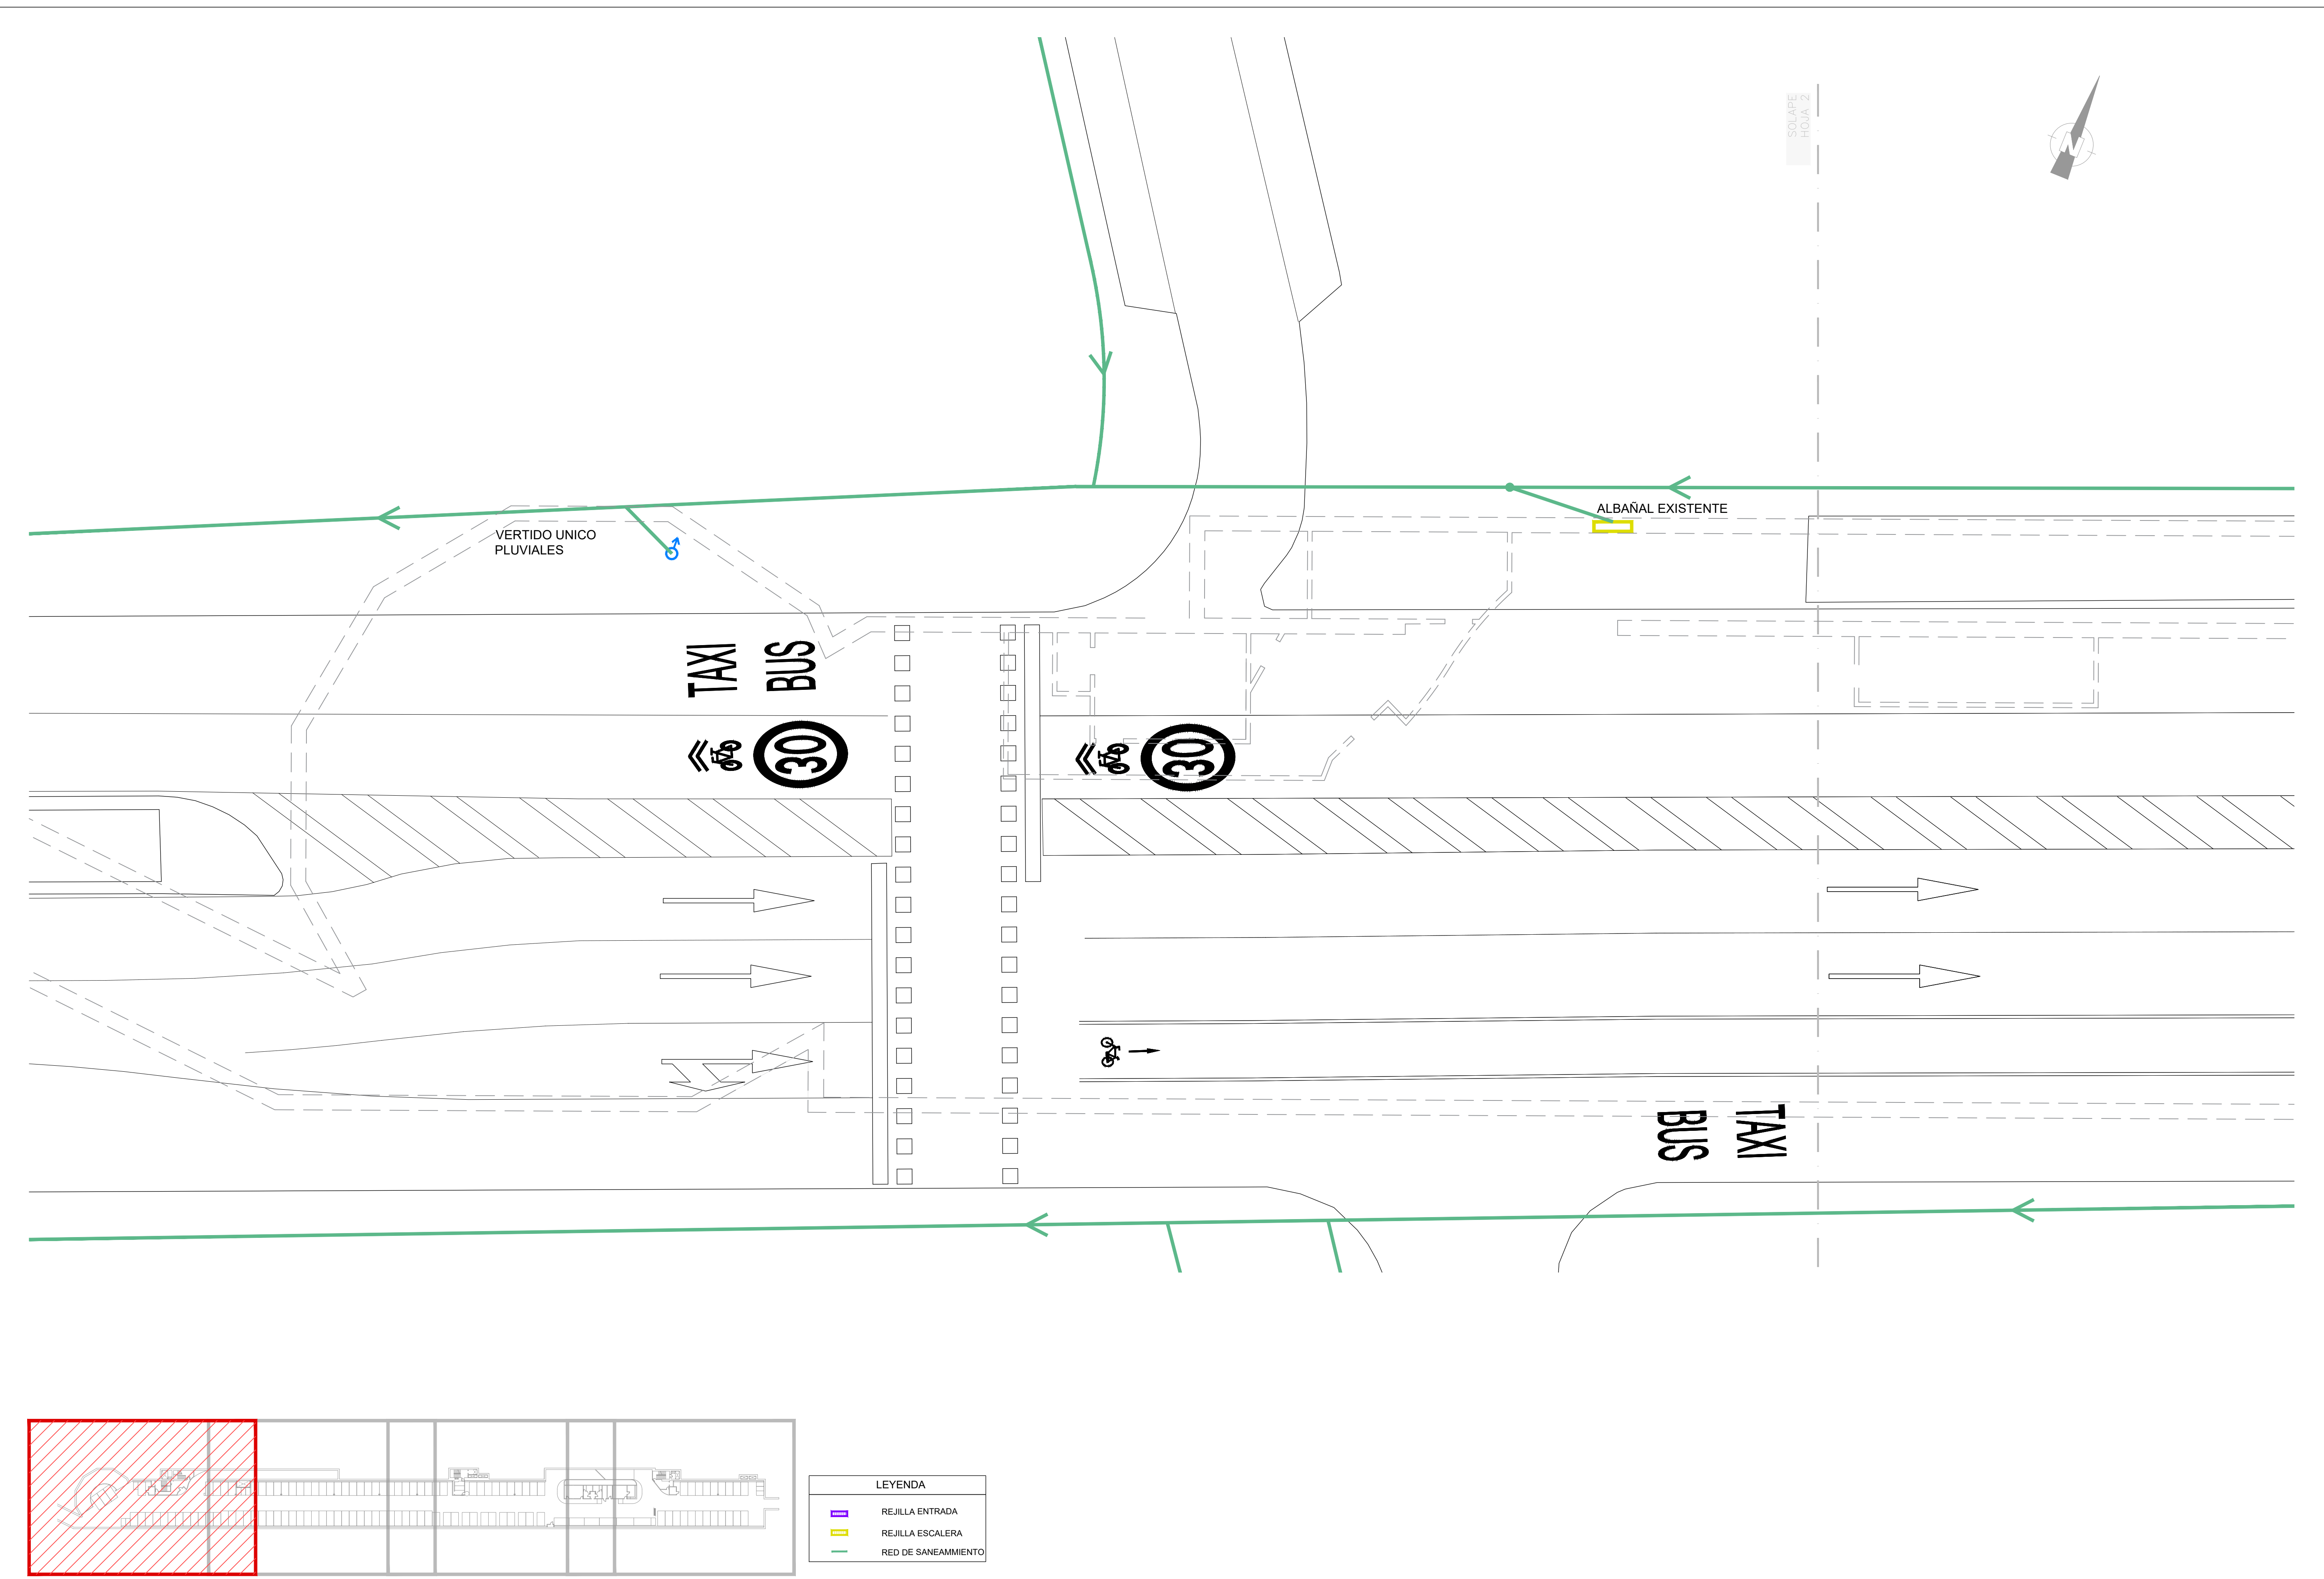 SOLAPE
HOJA 2
N
ALBAÑAL EXISTENTE
VERTIDO UNICO
PLUVIALES
TAXI
BUS
30
30
BUS
TAXI
LEYENDA
REJILLA ENTRADA
REJILLA ESCALERA
RED DE SANEAMMIENTO